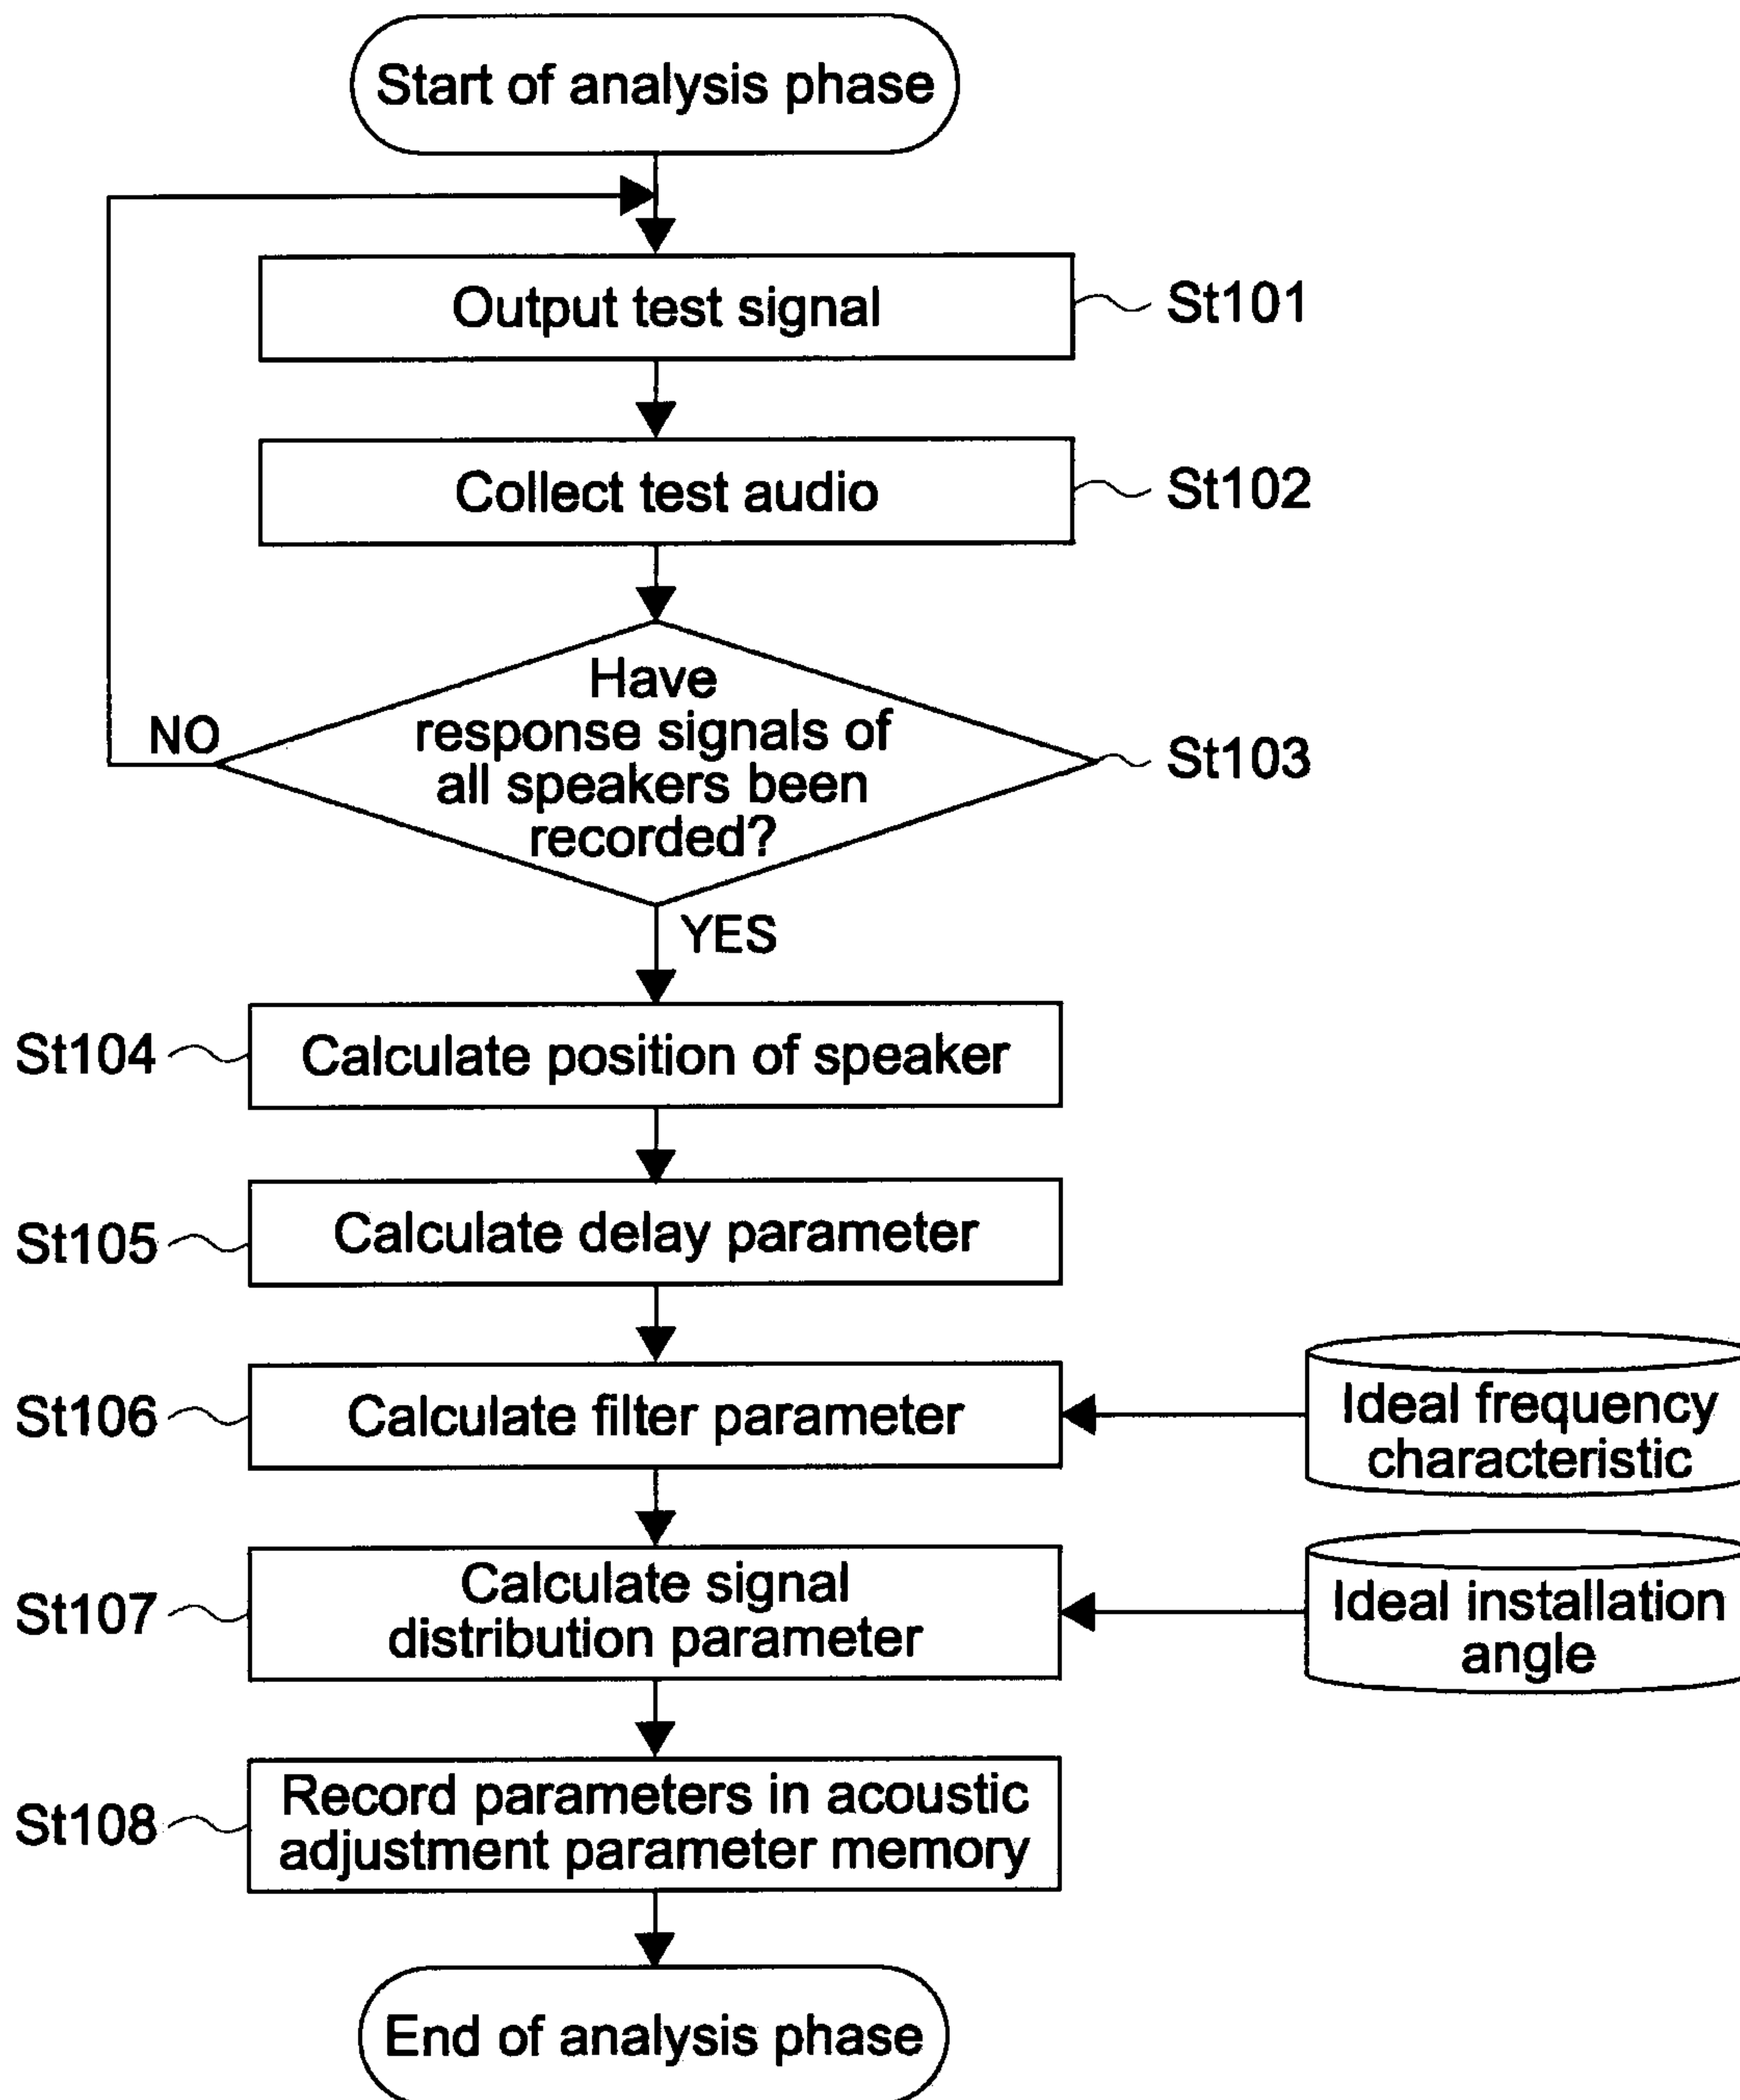 Start of analysis phase
Output test signal
St101
Collect test audio
St102
Have
response signals of
all speakers been
recorded?
St103
NO
YES
St104
Calculate position of speaker
St105
Calculate delay parameter
St106
Calculate filter parameter
Ideal frequency
characteristic
St107
Calculate signal
distribution parameter
Ideal installation
angle
St108
Record parameters in acoustic
adjustment parameter memory
End of analysis phase